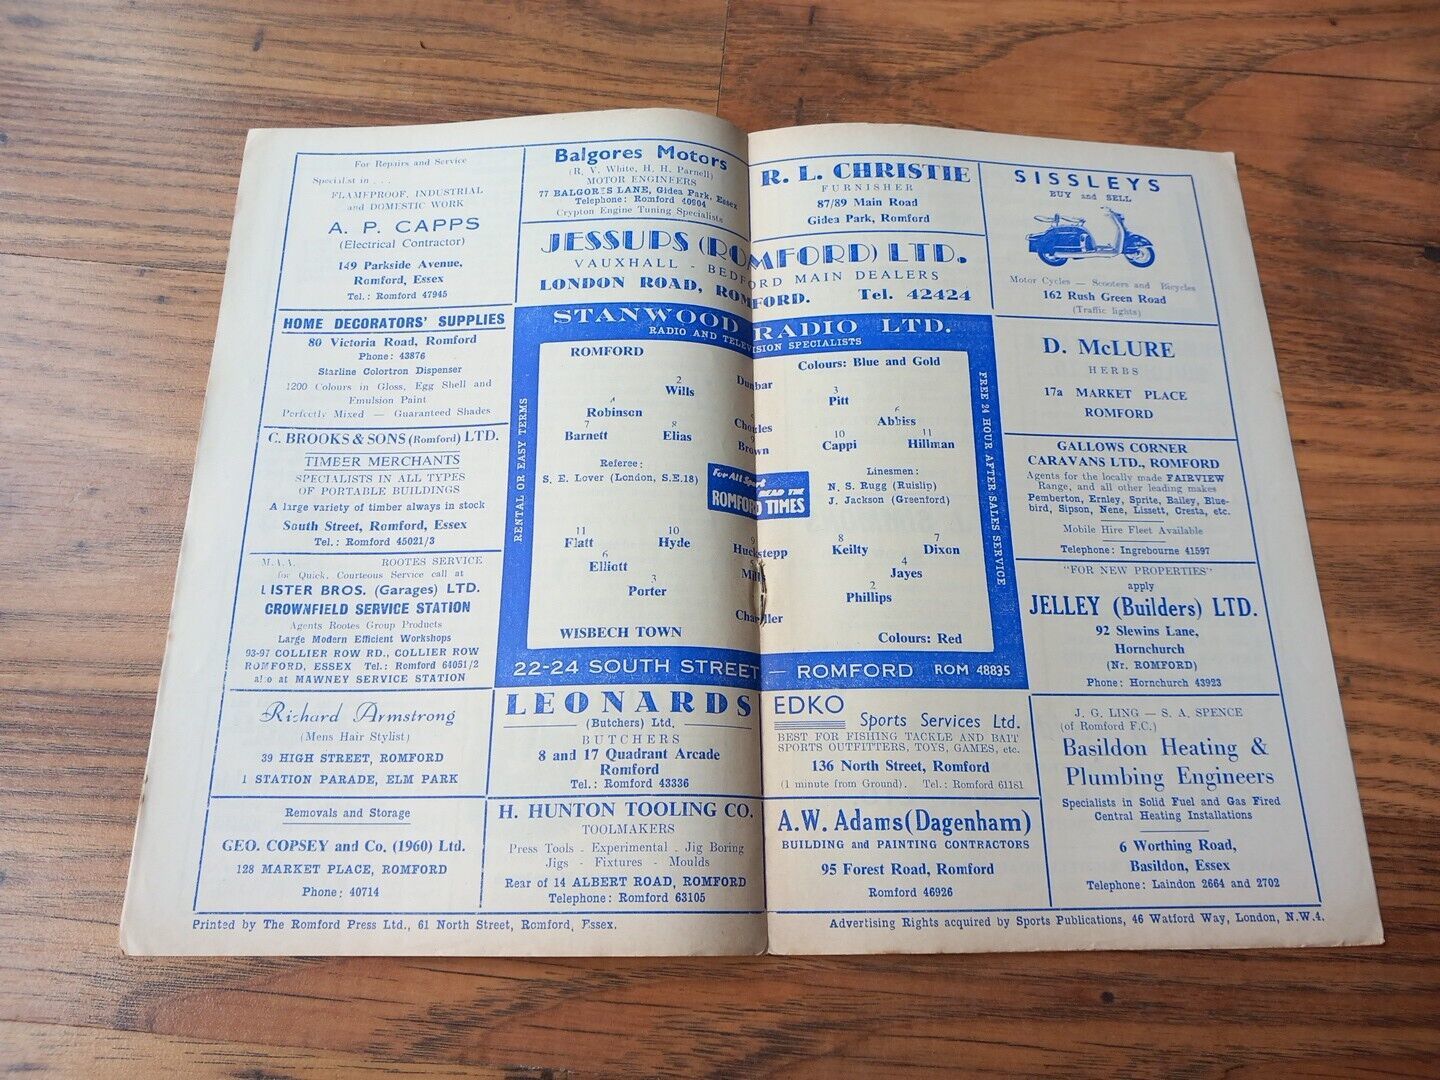 For Repairs and Service
Specialist in . . .
FLAMEPROOF, INDUSTRIAL
and DOMESTIC WORK
A. P. CAPPS
(Electrical Contractor)
149 Parkside Avenue,
Romford, Essex
Tel.: Romford 47945
HOME DECORATORS' SUPPLIES
80 Victoria Road, Romford
Phone: 43876
Starline Colortron Dispenser
1200 Colours in Gloss, Egg Shell and
Emulsion Paint
Perfectly Mixed — Guaranteed Shades
C. BROOKS & SONS (Romford) LTD.
TIMBER MERCHANTS
SPECIALISTS IN ALL TYPES
OF PORTABLE BUILDINGS
A large variety of timber always in stock
South Street, Romford, Essex
Tel.: Romford 45021/3
M.A.A. ROOTES SERVICE
for Quick, Courteous Service call at
LISTER BROS. (Garages) LTD.
CROWNFIELD SERVICE STATION
Agents Rootes Group Products
Large Modern Efficient Workshops
93-97 COLLIER ROW RD., COLLIER ROW
ROMFORD, ESSEX Tel.: Romford 64051/2
also at MAWNEY SERVICE STATION
Richard Armstrong
(Mens Hair Stylist)
39 HIGH STREET, ROMFORD
1 STATION PARADE, ELM PARK
Removals and Storage
GEO. COPSEY and Co. (1960) Ltd.
128 MARKET PLACE, ROMFORD
Phone: 40714
Balgores Motors
(R. V. White, H. H. Parnell)
MOTOR ENGINEERS
77 BALGORES LANE, Gidea Park, Essex
Telephone: Romford 40904
Crypton Engine Tuning Specialists
R. L. CHRISTIE
FURNISHER
87/89 Main Road
Gidea Park, Romford
JESSUPS (ROMFORD) LTD.
VAUXHALL - BEDFORD MAIN DEALERS
LONDON ROAD, ROMFORD. Tel. 42424
STANWOOD RADIO LTD.
RADIO AND TELEVISION SPECIALISTS
RENTAL OR EASY TERMS
FREE 24 HOUR AFTER SALES SERVICE
ROMFORD Colours: Blue and Gold
Dunbar
2 3
Wills Pitt
4 6
Robinson Abbiss
7 8 9 10 11
Barnett Elias Brown Cappi Hillman
Referee:
S. E. Lover (London, S.E.18)
For All Sport
READ THE
ROMFORD TIMES
Linesmen:
N. S. Rugg (Ruislip)
J. Jackson (Greenford)
11 10 9 8 7
Flatt Hyde Huckstepp Keilty Dixon
6 5 4
Elliott Jayes
3 2
Porter Phillips
WISBECH TOWN Colours: Red
22-24 SOUTH STREET — ROMFORD ROM 48835
LEONARDS
(Butchers) Ltd.
BUTCHERS
8 and 17 Quadrant Arcade
Romford
Tel.: Romford 43336
EDKO
Sports Services Ltd.
BEST FOR FISHING TACKLE AND BAIT
SPORTS OUTFITTERS, TOYS, GAMES, etc.
136 North Street, Romford
(1 minute from Ground). Tel.: Romford 61181
H. HUNTON TOOLING CO.
TOOLMAKERS
Press Tools - Experimental - Jig Boring
Jigs - Fixtures - Moulds
Rear of 14 ALBERT ROAD, ROMFORD
Telephone: Romford 63105
A.W. Adams (Dagenham)
BUILDING and PAINTING CONTRACTORS
95 Forest Road, Romford
Romford 46926
SISSLEYS
BUY and SELL
Motor Cycles — Scooters and Bicycles
162 Rush Green Road
(Traffic lights)
D. McLURE
HERBS
17a MARKET PLACE
ROMFORD
GALLOWS CORNER
CARAVANS LTD., ROMFORD
Agents for the locally made FAIRVIEW
Range, and all other leading makes
Pemberton, Ernley, Sprite, Bailey, Blue-
bird, Sipson, Nene, Lissett, Cresta, etc.
Mobile Hire Fleet Available
Telephone: Ingrebourne 41597
"FOR NEW PROPERTIES"
apply
JELLEY (Builders) LTD.
92 Slewins Lane,
Hornchurch
(Nr. ROMFORD)
Phone: Hornchurch 43923
J. G. LING — S. A. SPENCE
(of Romford F.C.)
Basildon Heating &
Plumbing Engineers
Specialists in Solid Fuel and Gas Fired
Central Heating Installations
6 Worthing Road,
Basildon, Essex
Telephone: Laindon 2664 and 2702
Printed by The Romford Press Ltd., 61 North Street, Romford, Essex.
Advertising Rights acquired by Sports Publications, 46 Watford Way, London, N.W.4.